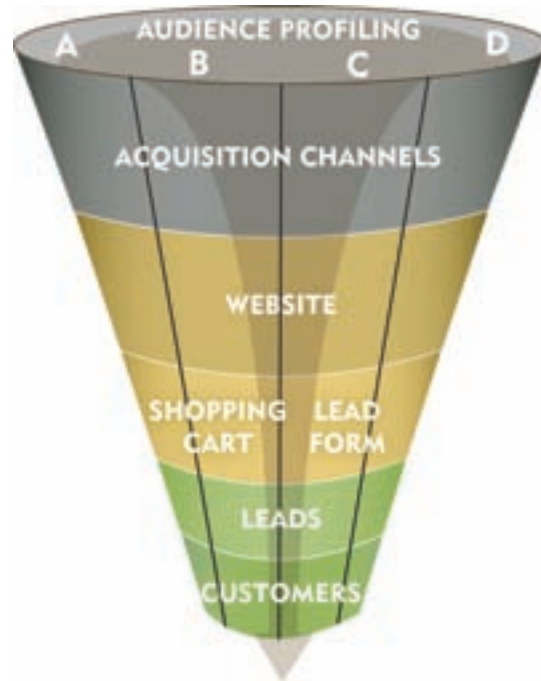 AUDIENCE PROFILING
A B C D
ACQUISITION CHANNELS
WEBSITE
SHOPPING CART
LEAD FORM
LEADS
CUSTOMERS